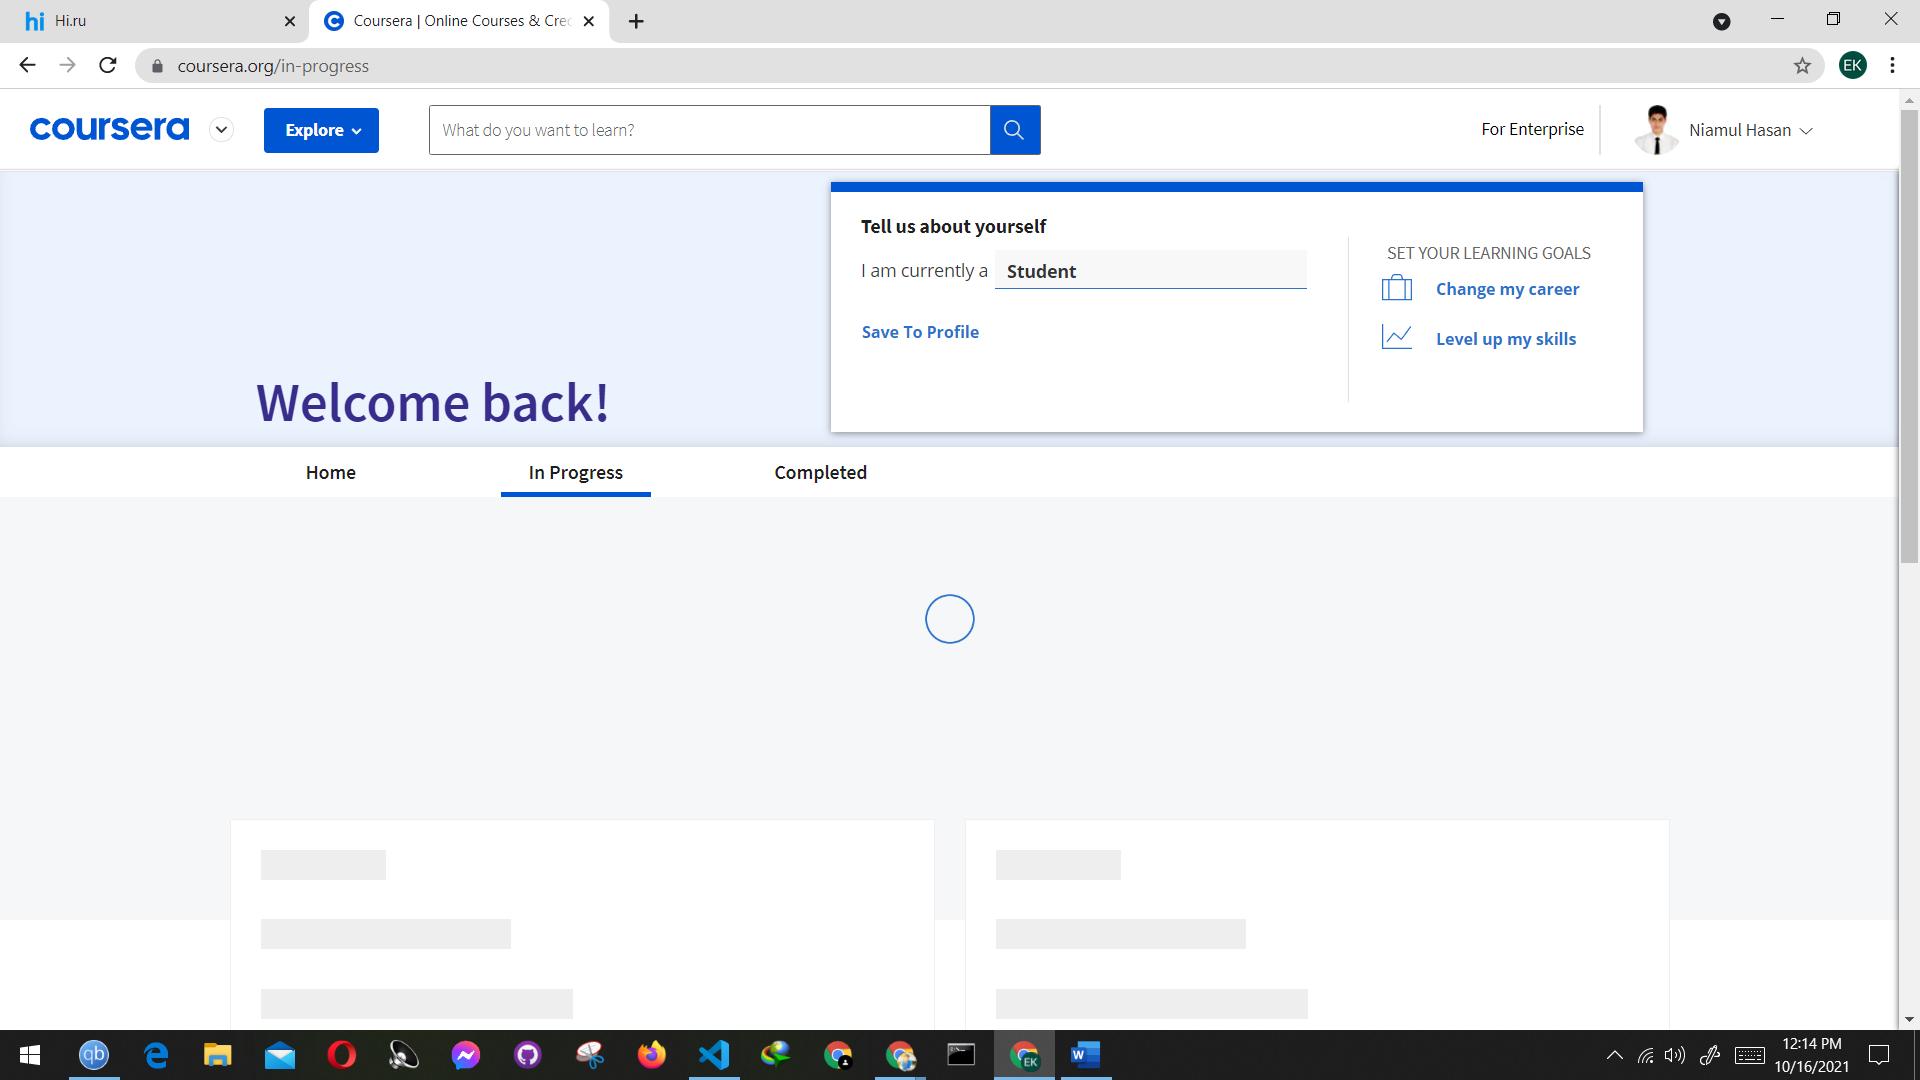 hi Hi.ru
Coursera | Online Courses & Cre
coursera.org/in-progress
EK
coursera
Explore
What do you want to learn?
For Enterprise
Niamul Hasan
Tell us about yourself
I am currently a Student
Save To Profile
SET YOUR LEARNING GOALS
Change my career
Level up my skills
Welcome back!
Home
In Progress
Completed
qb
EK
W
12:14 PM
10/16/2021